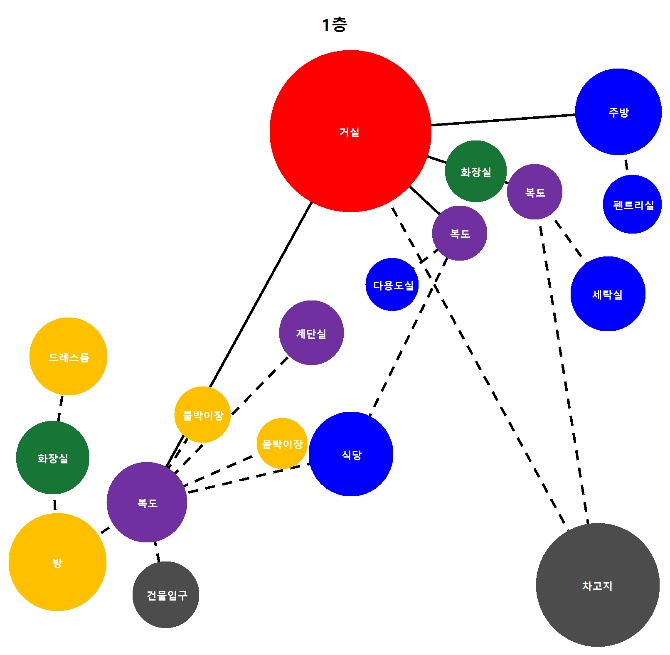 1층
거실
주방
화장실
복도
펜트리실
복도
다용도실
세탁실
계단실
드레스룸
붙박이장
붙박이장
식당
화장실
복도
방
건물입구
차고지